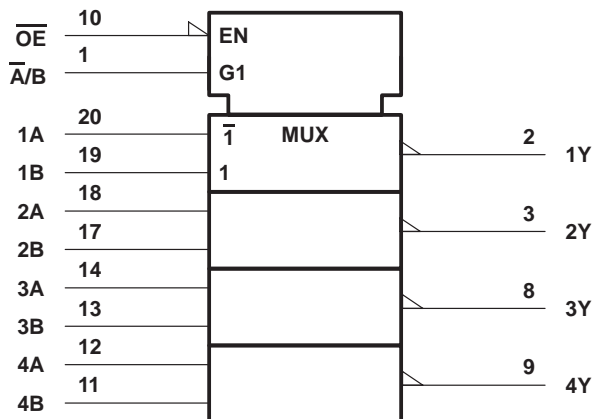 10
O̅E̅ EN
1
A̅/B G1
20
1A 1̅ MUX 2
19 1Y
1B 1
18
2A 3
17 2Y
2B
14
3A 8
13 3Y
3B
12
4A 9
11 4Y
4B